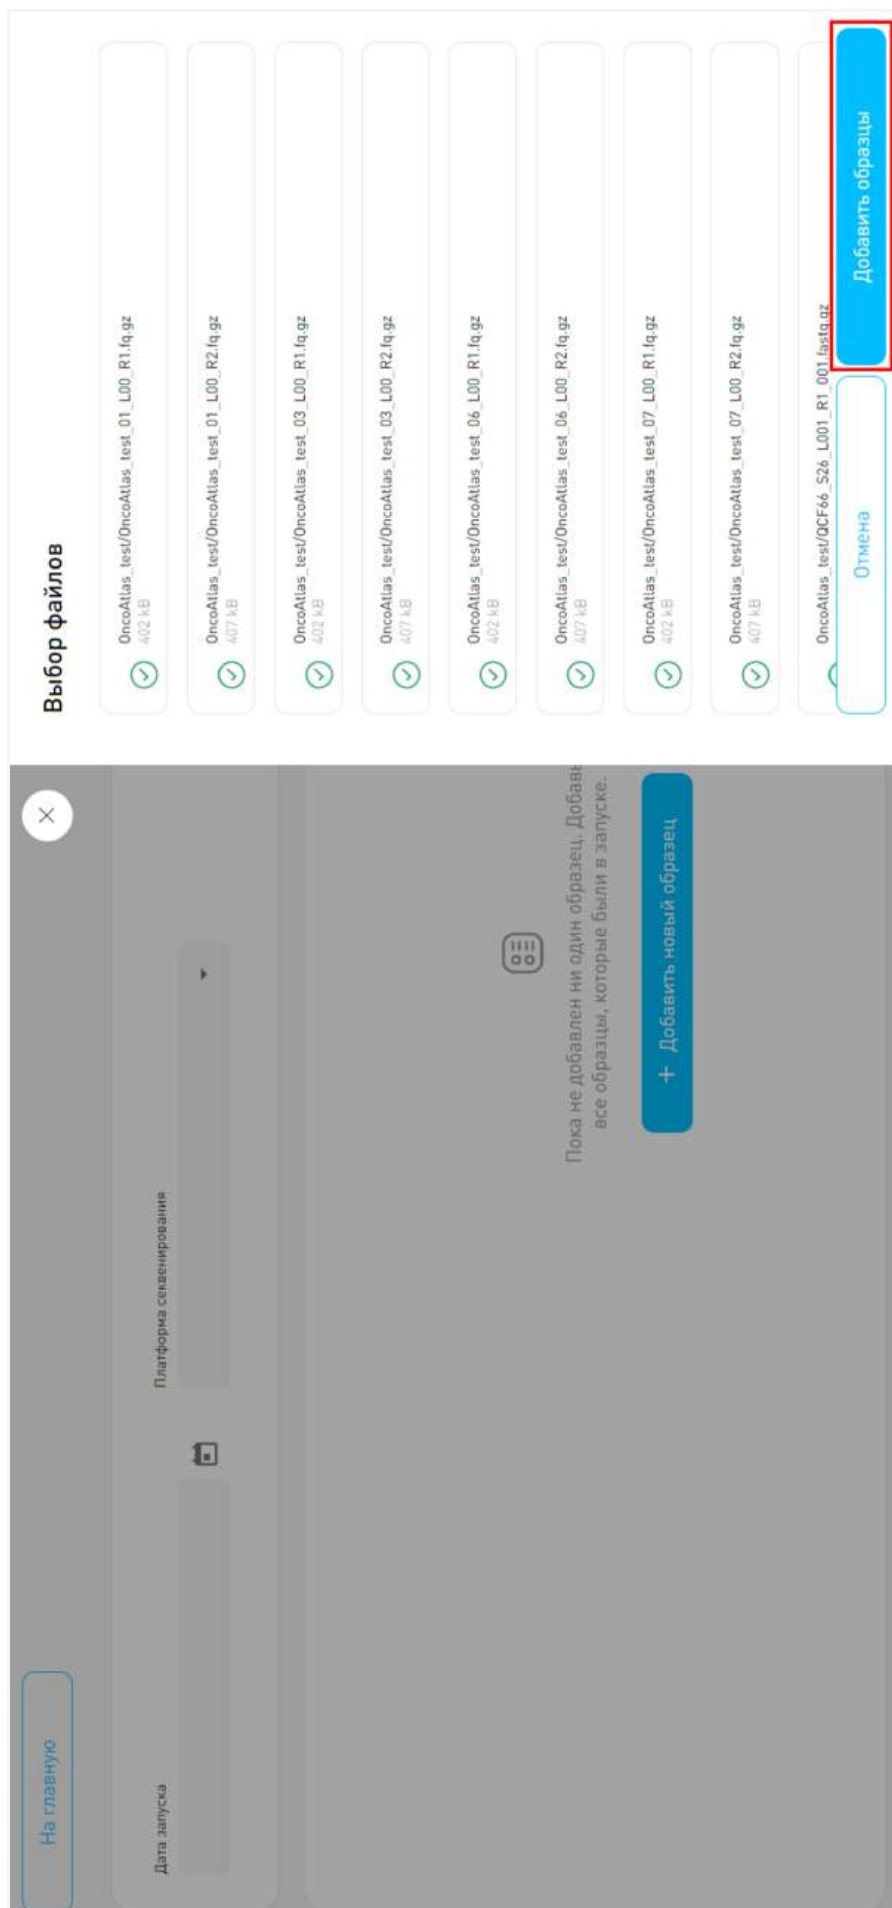 На главную
Дата запуска
Платформа секвенирования
Пока не добавлен ни один образец. Добавь
все образцы, которые были в запуске.
+ Добавить новый образец
Выбор файлов
OncoAtlas_test/OncoAtlas_test_01_L00_R1.fq.gz
402 kB
OncoAtlas_test/OncoAtlas_test_01_L00_R2.fq.gz
407 kB
OncoAtlas_test/OncoAtlas_test_03_L00_R1.fq.gz
402 kB
OncoAtlas_test/OncoAtlas_test_03_L00_R2.fq.gz
407 kB
OncoAtlas_test/OncoAtlas_test_06_L00_R1.fq.gz
402 kB
OncoAtlas_test/OncoAtlas_test_06_L00_R2.fq.gz
407 kB
OncoAtlas_test/OncoAtlas_test_07_L00_R1.fq.gz
402 kB
OncoAtlas_test/OncoAtlas_test_07_L00_R2.fq.gz
407 kB
OncoAtlas_test/QCF66_S26_L001_R1_001.fastq.gz
Отмена
Добавить образцы